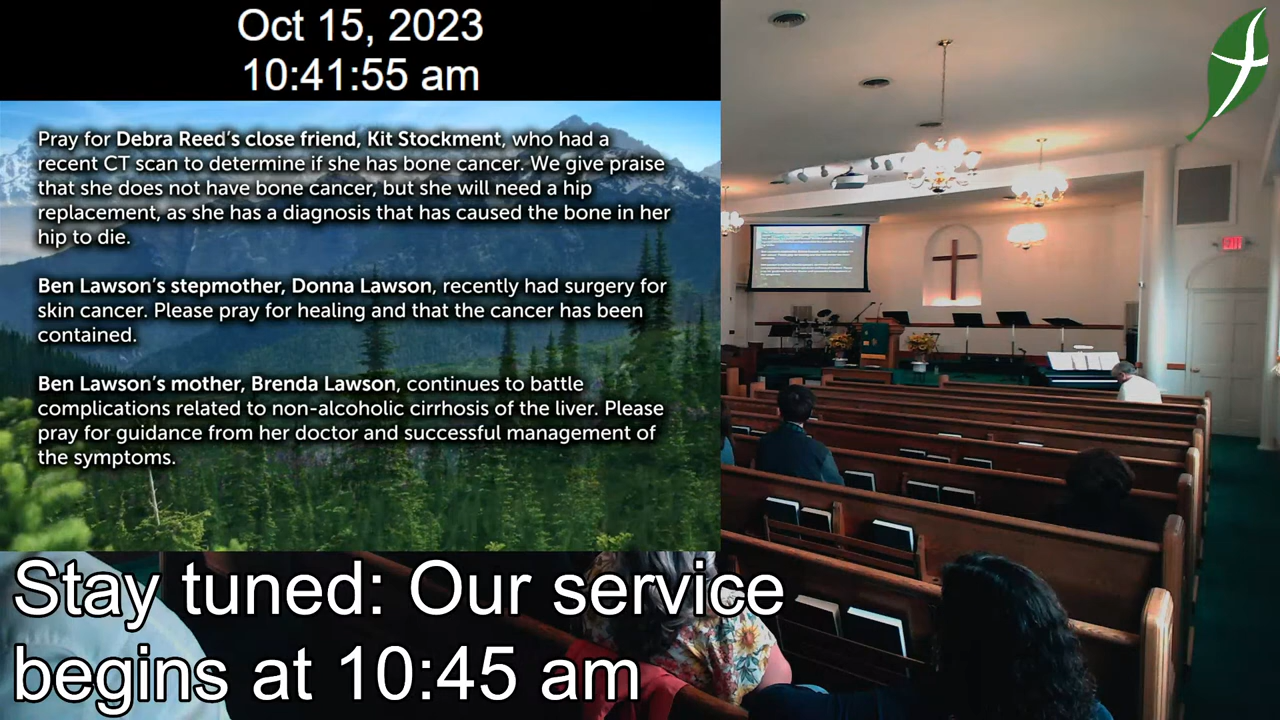 Oct 15, 2023
10:41:55 am
Pray for Debra Reed's close friend, Kit Stockment, who had a
recent CT scan to determine if she has bone cancer. We give praise
that she does not have bone cancer, but she will need a hip
replacement, as she has a diagnosis that has caused the bone in her
hip to die.
Ben Lawson's stepmother, Donna Lawson, recently had surgery for
skin cancer. Please pray for healing and that the cancer has been
contained.
Ben Lawson's mother, Brenda Lawson, continues to battle
complications related to non-alcoholic cirrhosis of the liver. Please
pray for guidance from her doctor and successful management of
the symptoms.
Stay tuned: Our service
begins at 10:45 am